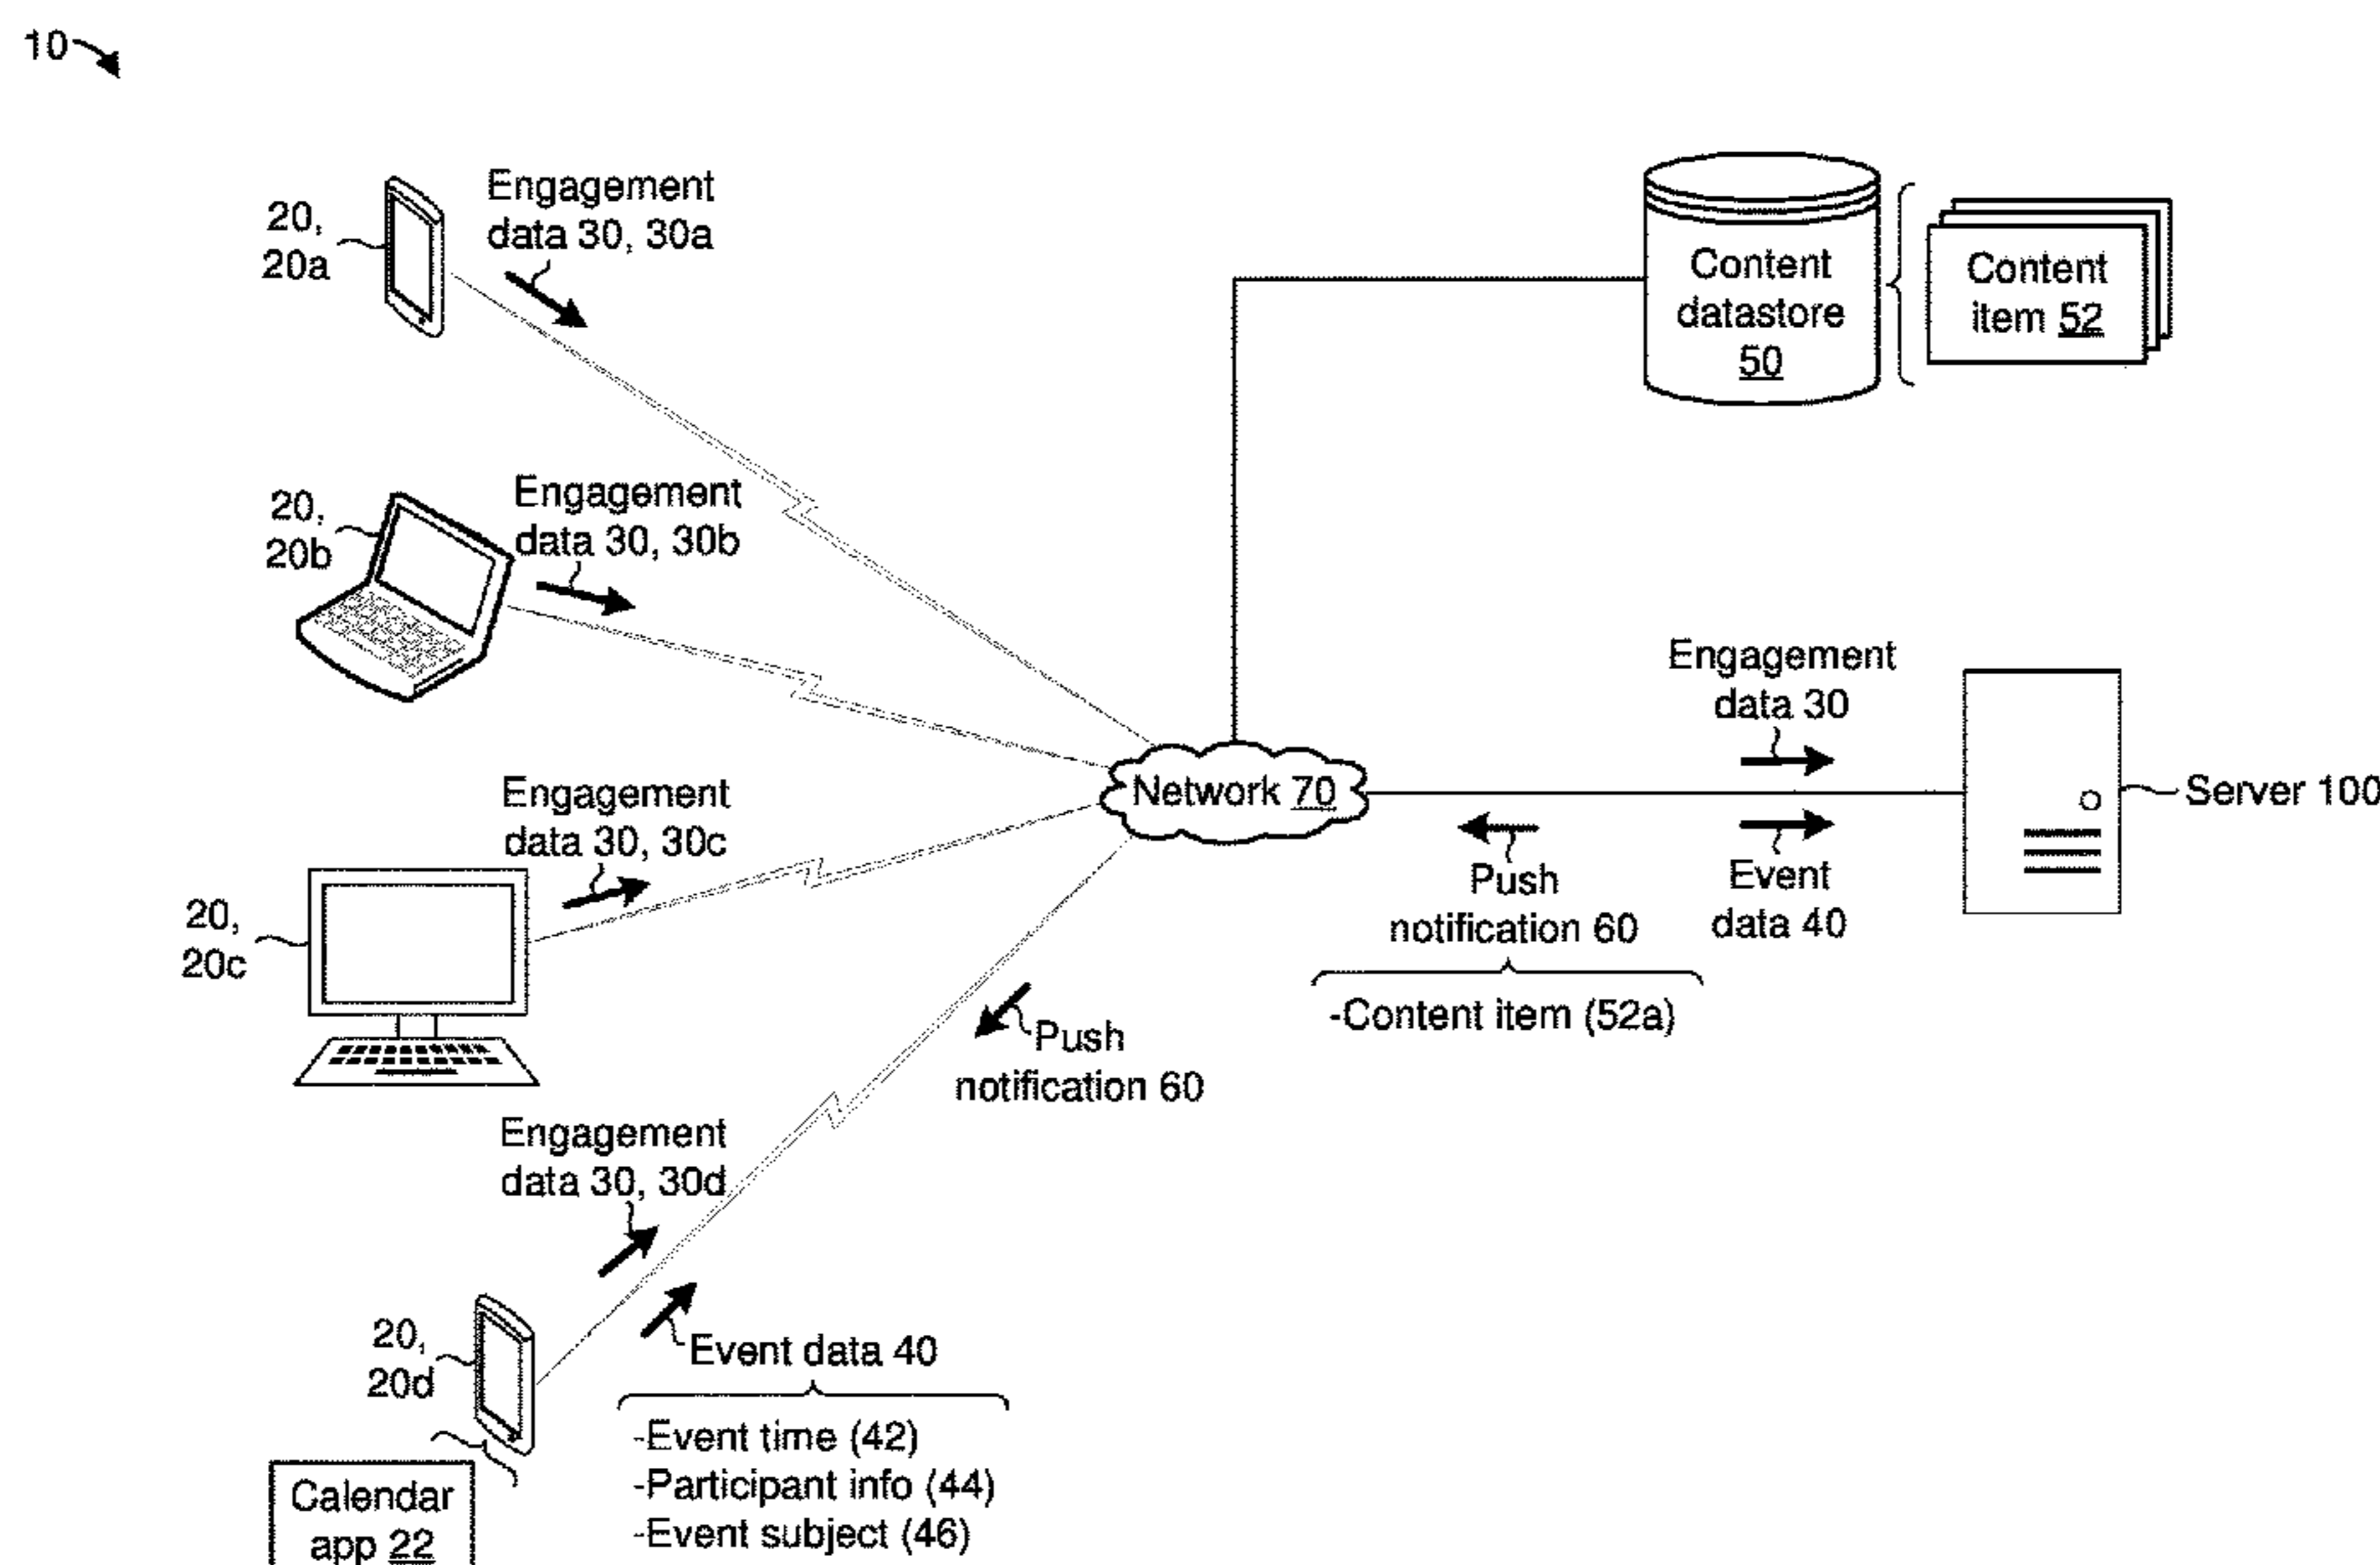 10
Engagement
data 30, 30a
20,
20a
Content
datastore
50
Content
item 52
Engagement
data 30, 30b
20,
20b
Engagement
data 30
Network 70
Server 100
Engagement
data 30, 30c
20,
20c
Push
notification 60
-Content item (52a)
Event
data 40
Push
notification 60
Engagement
data 30, 30d
20,
20d
Event data 40
-Event time (42)
-Participant info (44)
-Event subject (46)
Calendar
app 22